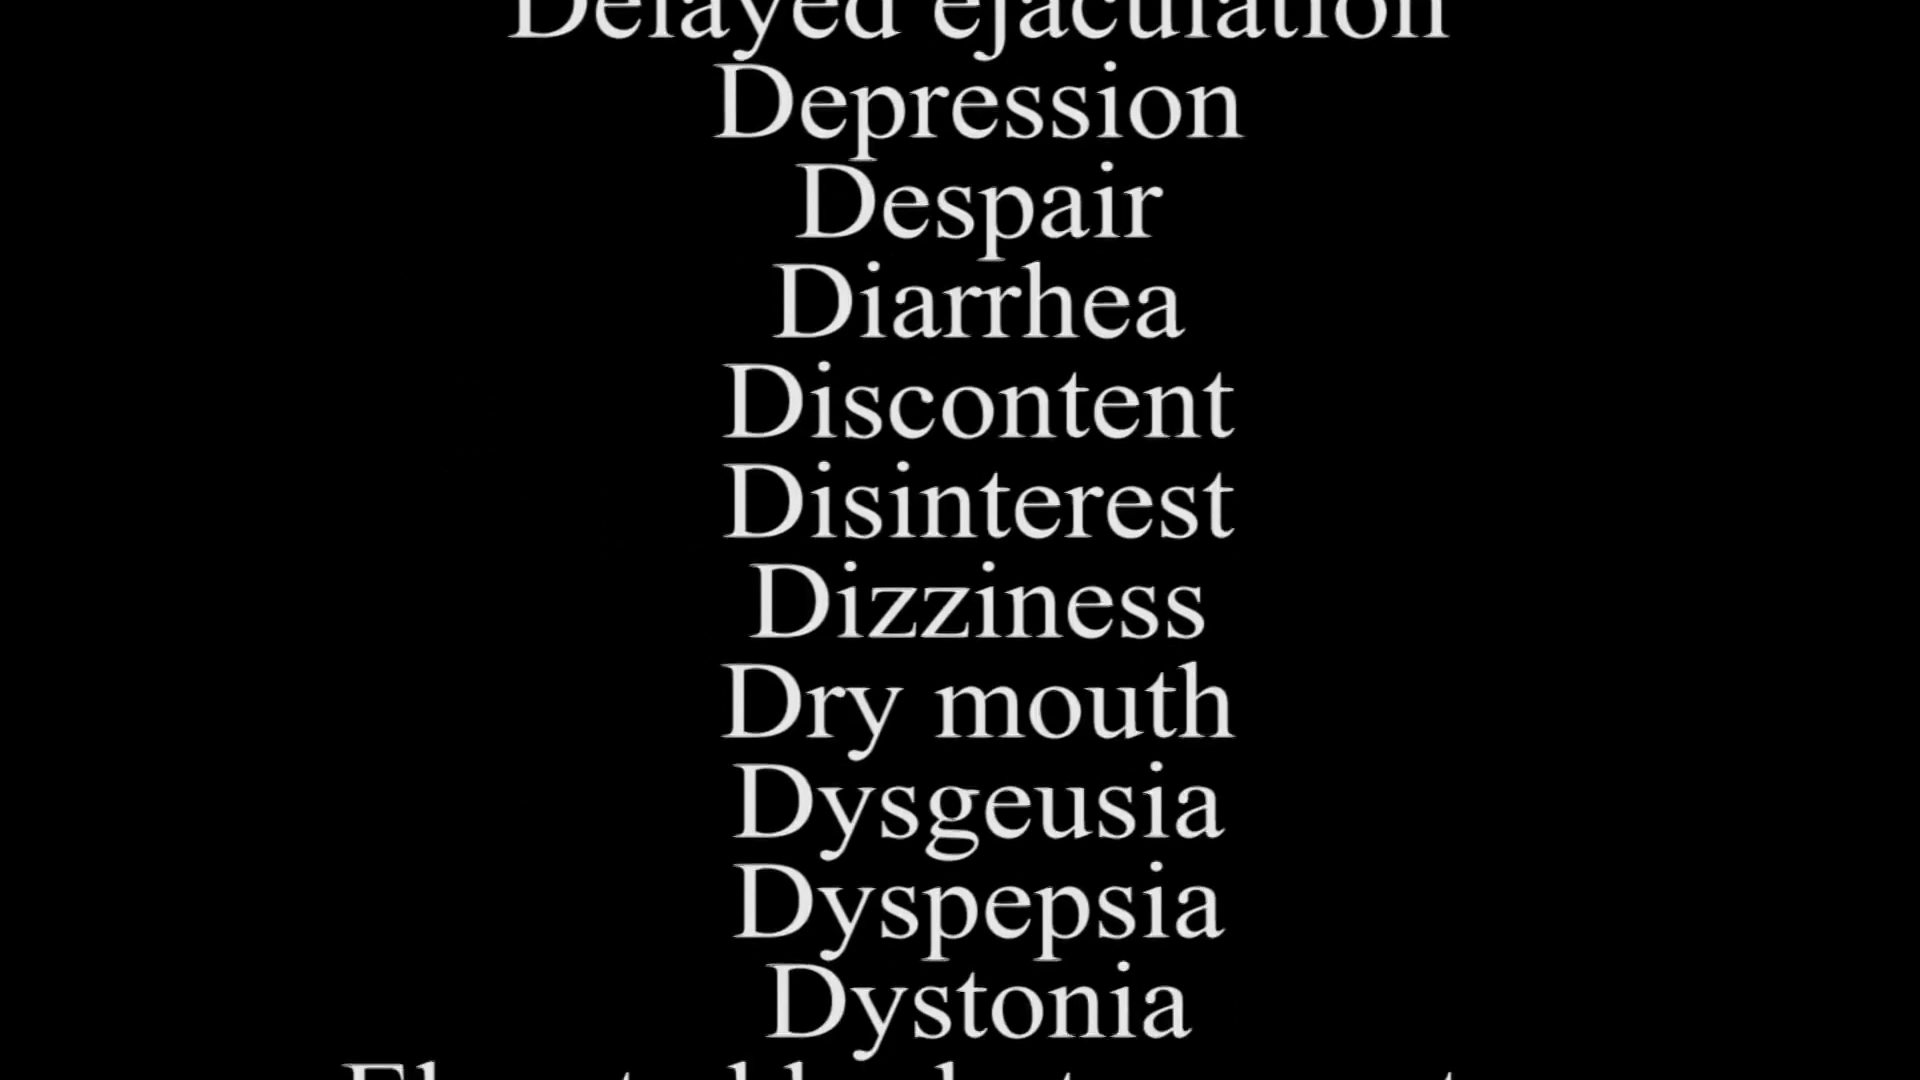 Delayed ejaculation
Depression
Despair
Diarrhea
Discontent
Disinterest
Dizziness
Dry mouth
Dysgeusia
Dyspepsia
Dystonia